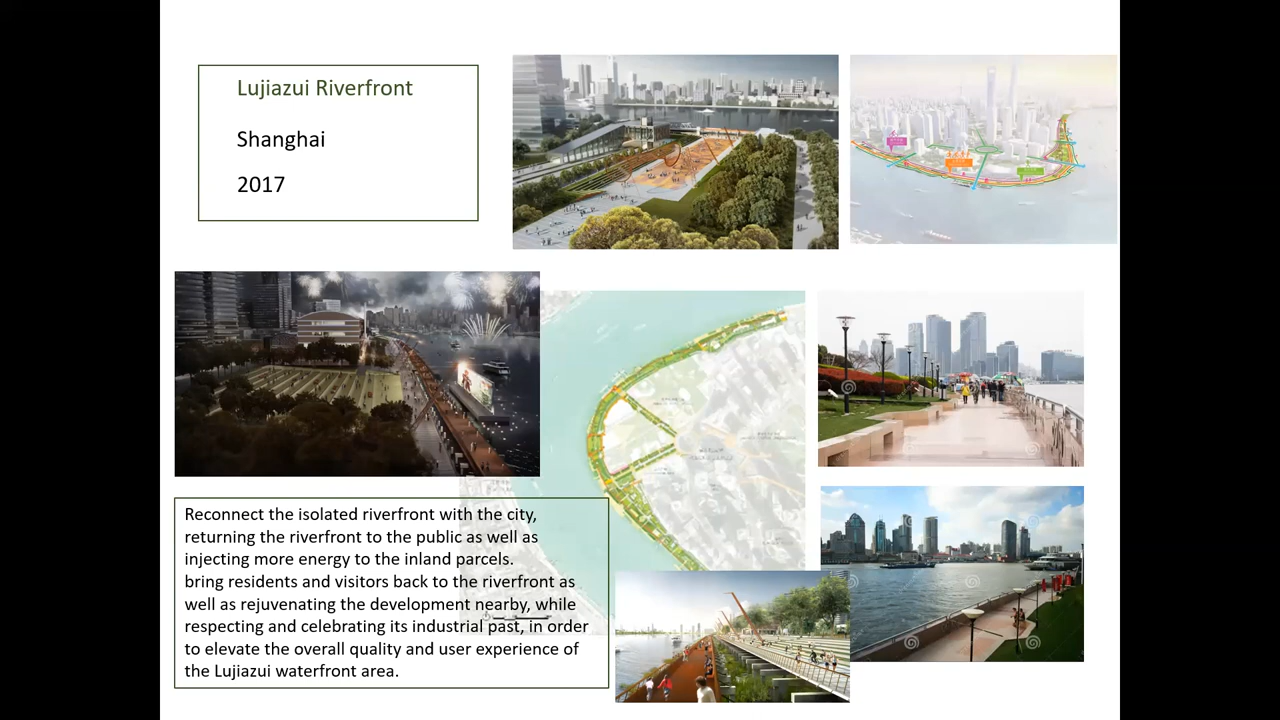 Lujiazui Riverfront
Shanghai
2017
Reconnect the isolated riverfront with the city,
returning the riverfront to the public as well as
injecting more energy to the inland parcels.
bring residents and visitors back to the riverfront as
well as rejuvenating the development nearby, while
respecting and celebrating its industrial past, in order
to elevate the overall quality and user experience of
the Lujiazui waterfront area.